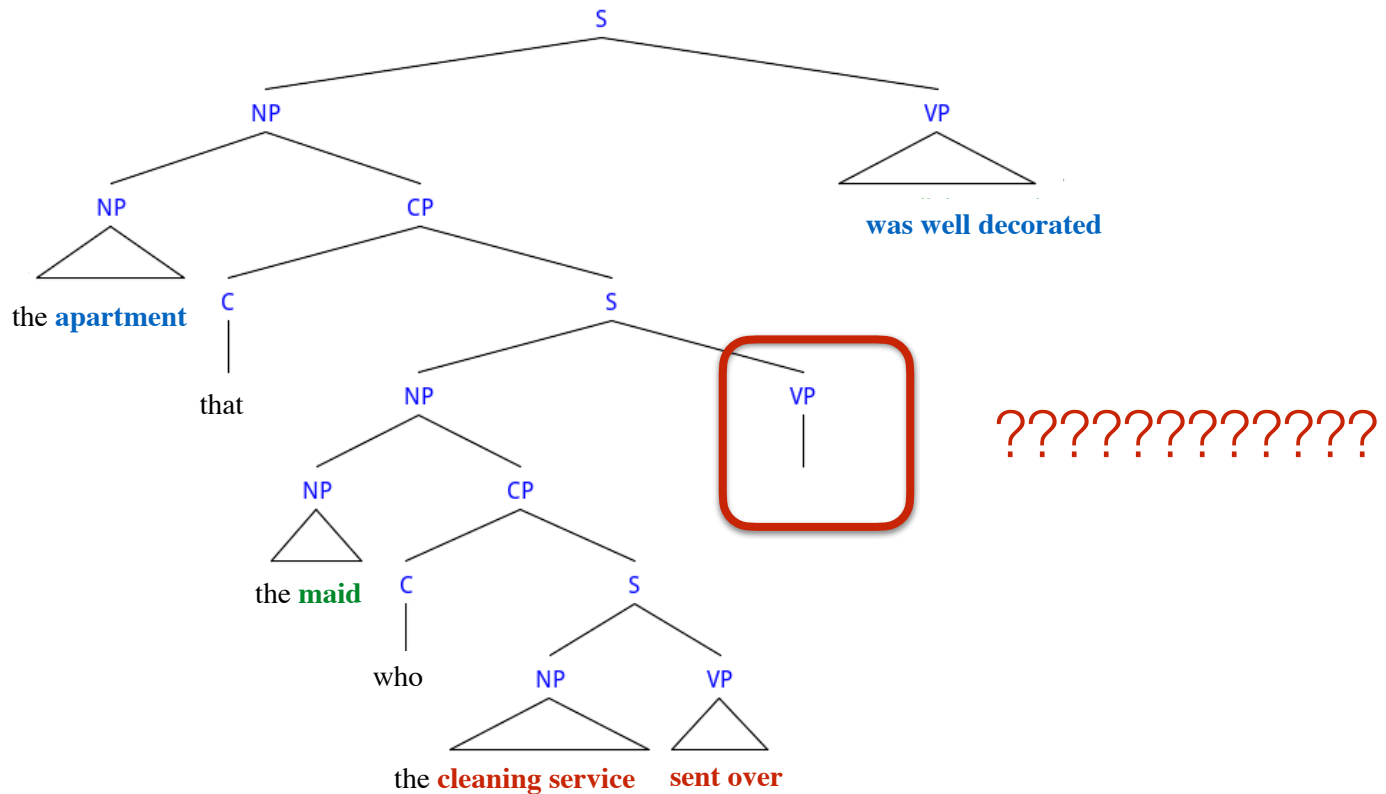 S
NP VP
NP CP
was well decorated
the apartment C S
that NP VP
????????????
NP CP
the maid C S
who NP VP
the cleaning service sent over